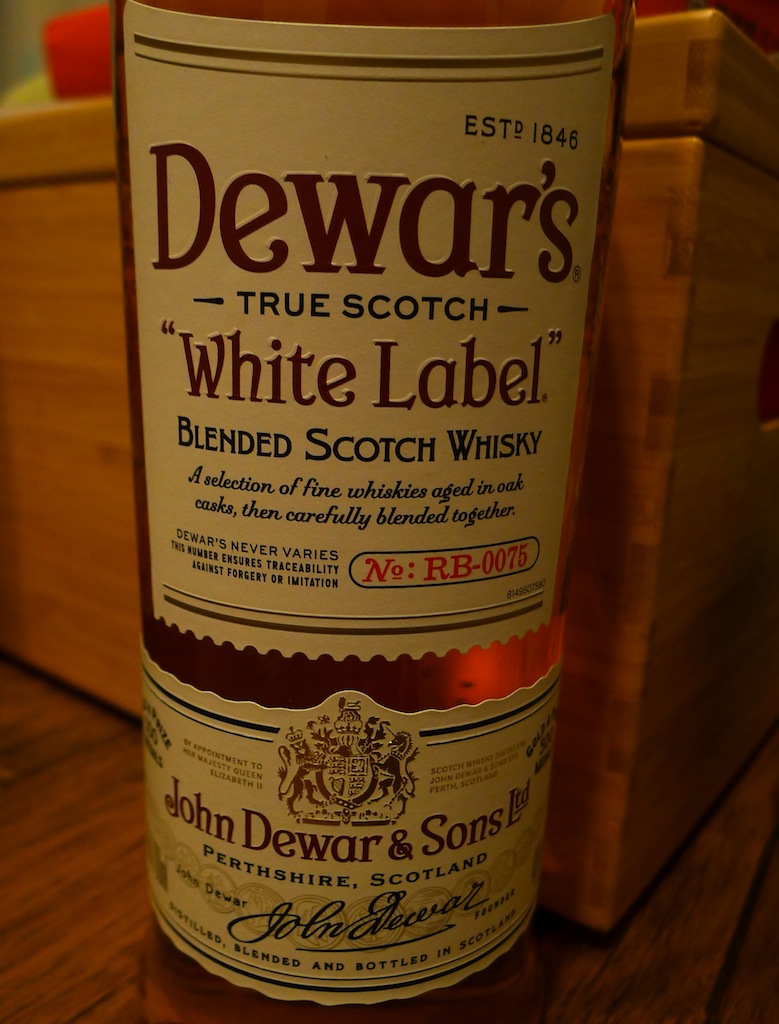 ESTD 1846
Dewar's®
TRUE SCOTCH
"White Label"®
BLENDED SCOTCH WHISKY
A selection of fine whiskies aged in oak
casks, then carefully blended together.
DEWAR'S NEVER VARIES
THIS NUMBER ENSURES TRACEABILITY
AGAINST FORGERY OR IMITATION
No: RB-0075
BY APPOINTMENT TO
HER MAJESTY QUEEN
ELIZABETH II
SCOTCH WHISKY DISTILLERS
JOHN DEWAR & SONS LTD
PERTH, SCOTLAND
John Dewar & Sons Ltd
PERTHSHIRE, SCOTLAND
John Dewar
John Dewar
FOUNDER
DISTILLED, BLENDED AND BOTTLED IN SCOTLAND